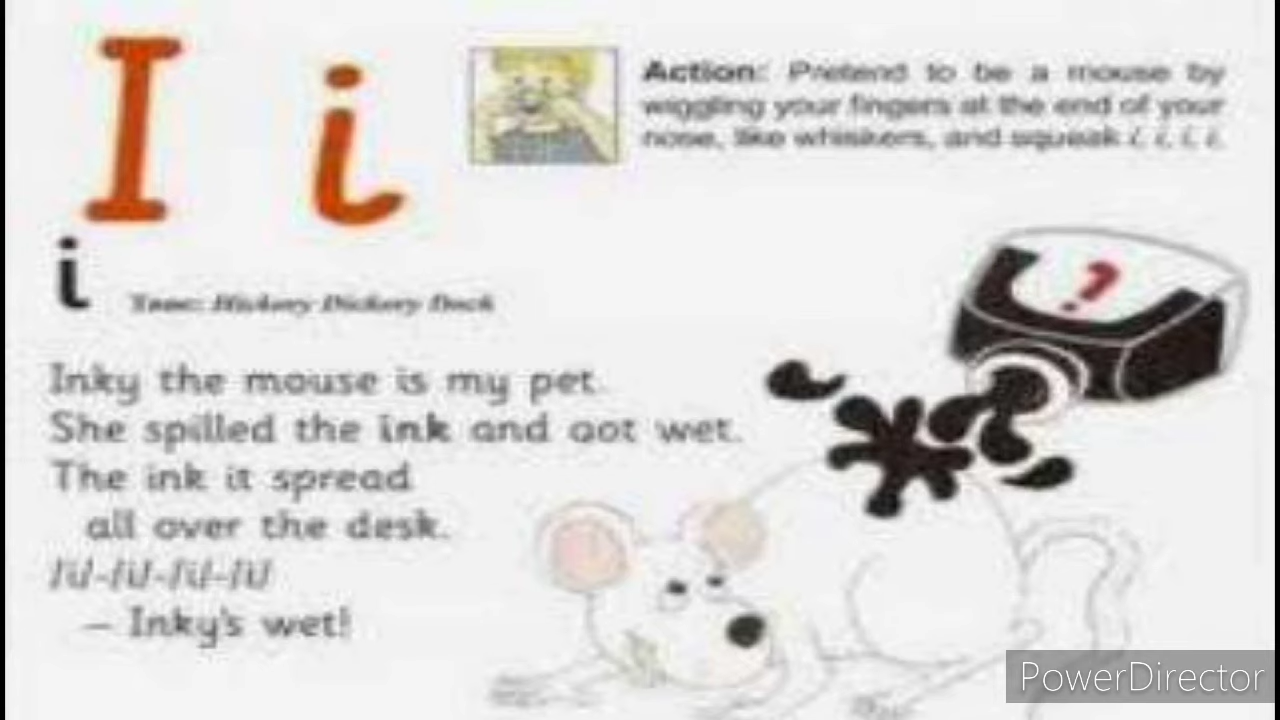 I i
Action: Pretend to be a mouse by
wiggling your fingers at the end of your
nose, like whiskers, and squeak i, i, i, i.
i
Tune: Hickory Dickory Dock
?
Inky the mouse is my pet.
She spilled the ink and got wet.
The ink it spread
all over the desk.
/i/-/i/-/i/-/i/
– Inky's wet!
PowerDirector